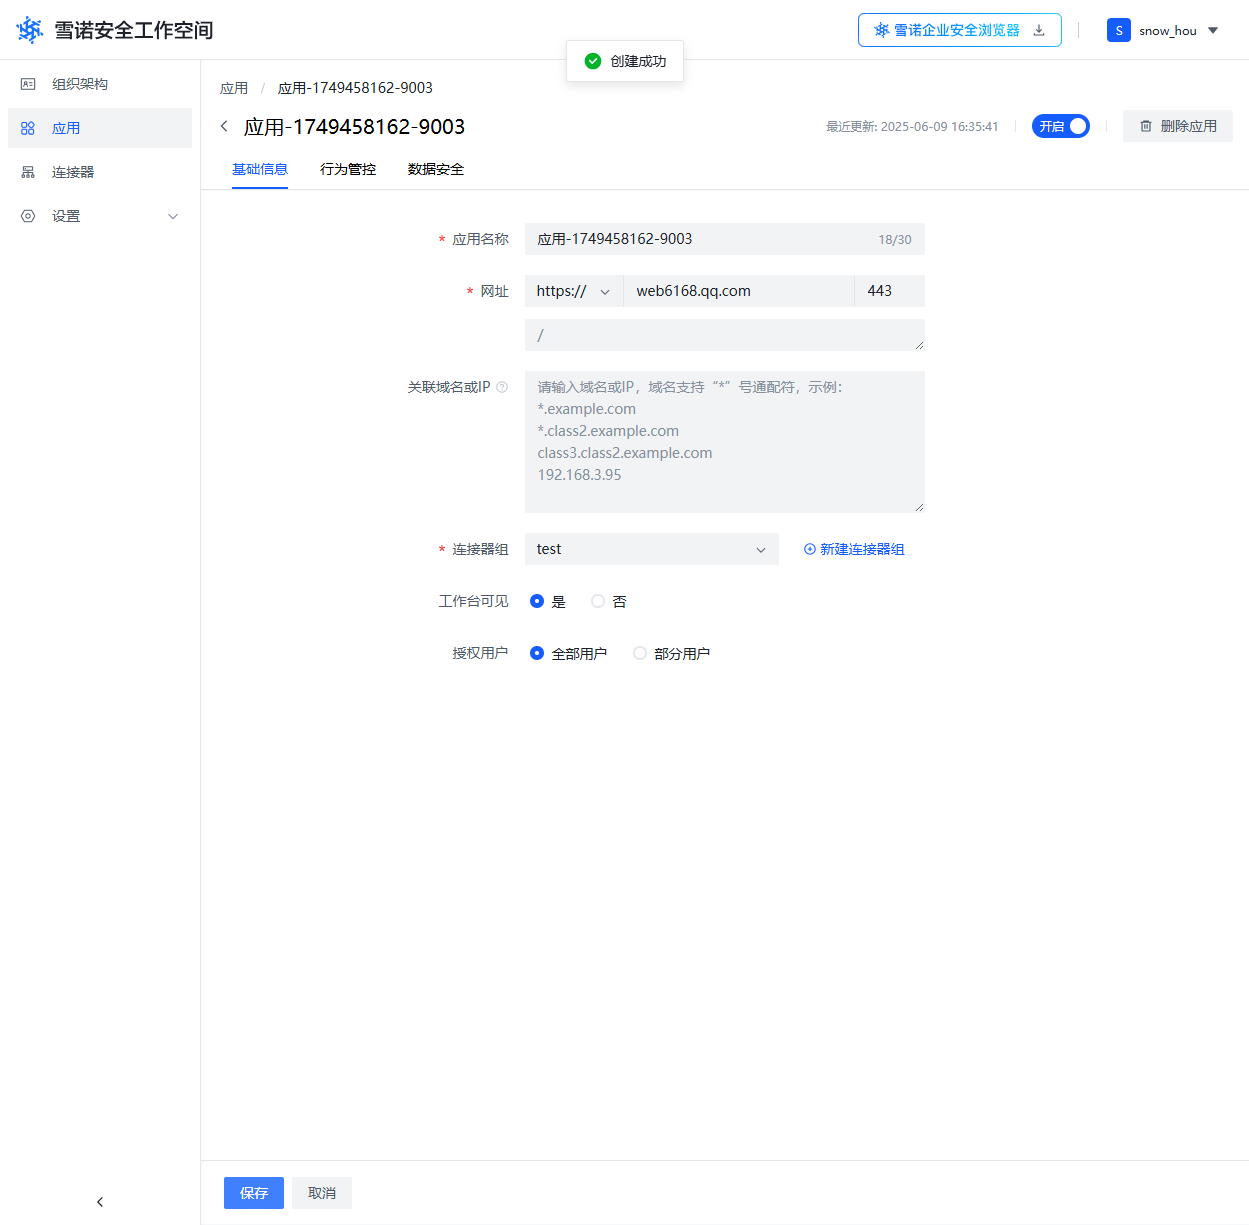 雪诺安全工作空间
雪诺企业安全浏览器
S
snow_hou
创建成功
组织架构
应用
连接器
设置
应用 / 应用-1749458162-9003
应用-1749458162-9003
最近更新: 2025-06-09 16:35:41
开启
删除应用
基础信息
行为管控
数据安全
* 应用名称
应用-1749458162-9003
18/30
* 网址
https://
web6168.qq.com
443
/
关联域名或IP
请输入域名或IP，域名支持“*”号通配符，示例：
*.example.com
*.class2.example.com
class3.class2.example.com
192.168.3.95
* 连接器组
test
新建连接器组
工作台可见
是
否
授权用户
全部用户
部分用户
保存
取消